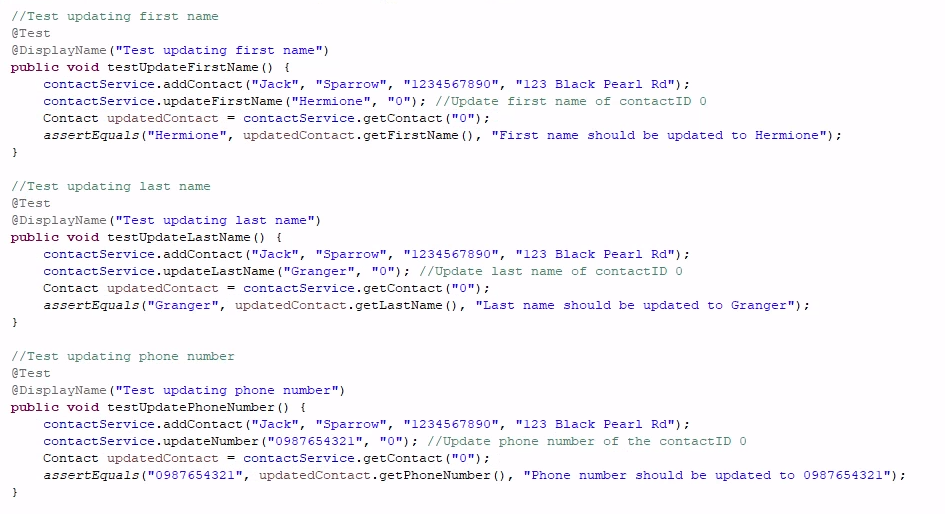 //Test updating first name
@Test
@DisplayName("Test updating first name")
public void testUpdateFirstName() {
    contactService.addContact("Jack", "Sparrow", "1234567890", "123 Black Pearl Rd");
    contactService.updateFirstName("Hermione", "0"); //Update first name of contactID 0
    Contact updatedContact = contactService.getContact("0");
    assertEquals("Hermione", updatedContact.getFirstName(), "First name should be updated to Hermione");
}

//Test updating last name
@Test
@DisplayName("Test updating last name")
public void testUpdateLastName() {
    contactService.addContact("Jack", "Sparrow", "1234567890", "123 Black Pearl Rd");
    contactService.updateLastName("Granger", "0"); //Update last name of contactID 0
    Contact updatedContact = contactService.getContact("0");
    assertEquals("Granger", updatedContact.getLastName(), "Last name should be updated to Granger");
}

//Test updating phone number
@Test
@DisplayName("Test updating phone number")
public void testUpdatePhoneNumber() {
    contactService.addContact("Jack", "Sparrow", "1234567890", "123 Black Pearl Rd");
    contactService.updateNumber("0987654321", "0"); //Update phone number of the contactID 0
    Contact updatedContact = contactService.getContact("0");
    assertEquals("0987654321", updatedContact.getPhoneNumber(), "Phone number should be updated to 0987654321");
}